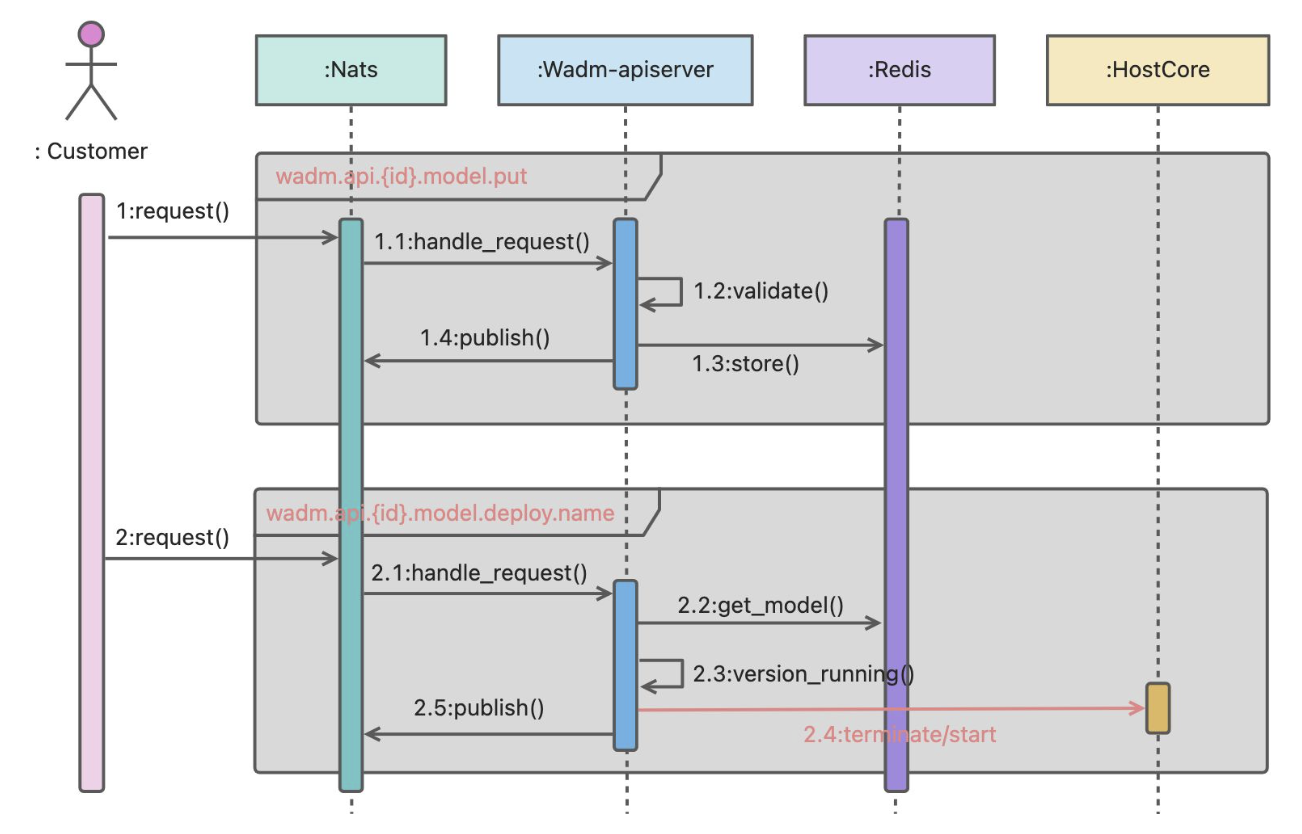 :Nats
:Wadm-apiserver
:Redis
:HostCore
: Customer
wadm.api.{id}.model.put
1:request()
1.1:handle_request()
1.2:validate()
1.4:publish()
1.3:store()
wadm.api.{id}.model.deploy.name
2:request()
2.1:handle_request()
2.2:get_model()
2.3:version_running()
2.5:publish()
2.4:terminate/start